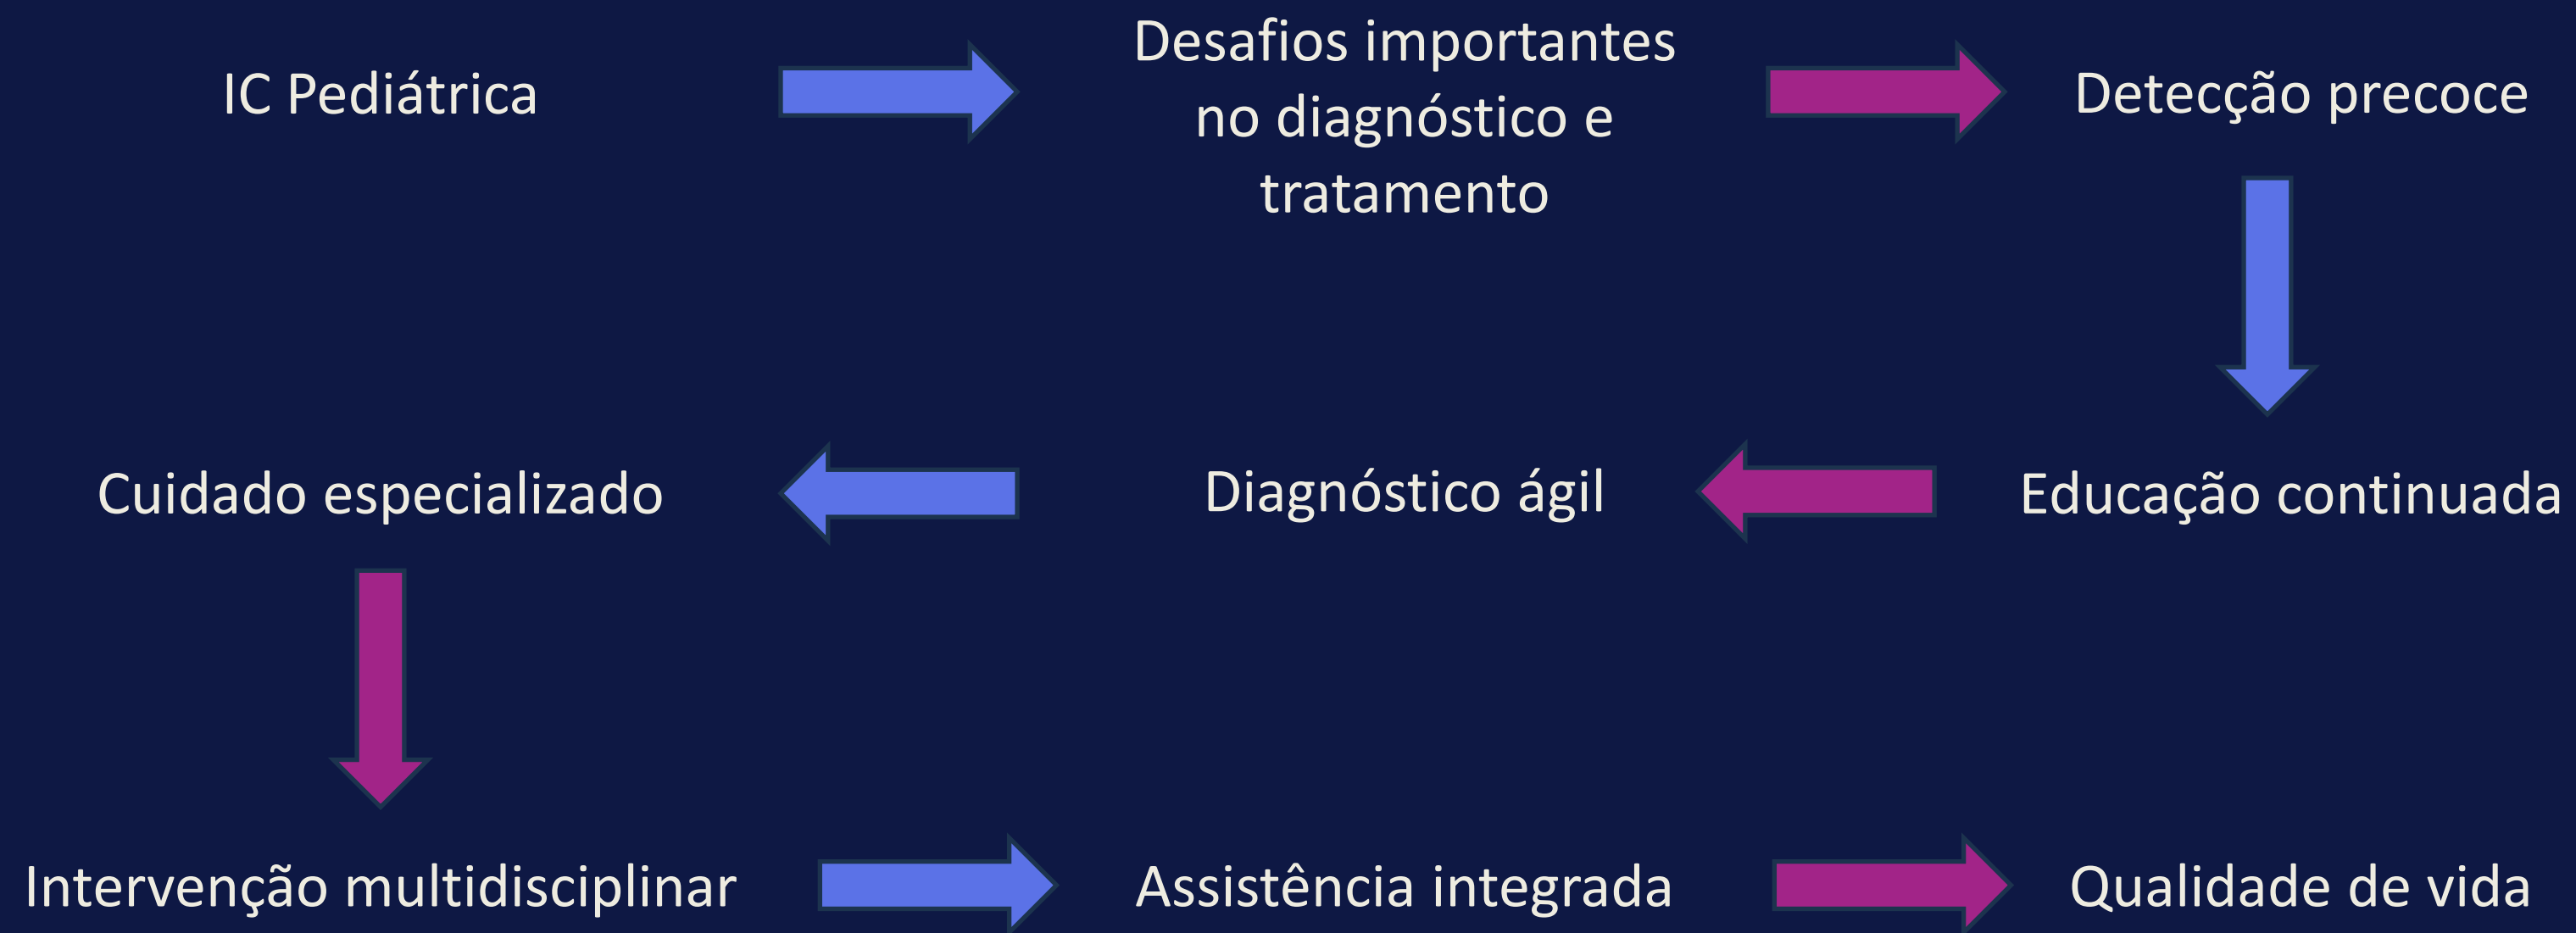 IC Pediátrica
Desafios importantes
no diagnóstico e
tratamento
Detecção precoce
Educação continuada
Diagnóstico ágil
Cuidado especializado
Intervenção multidisciplinar
Assistência integrada
Qualidade de vida